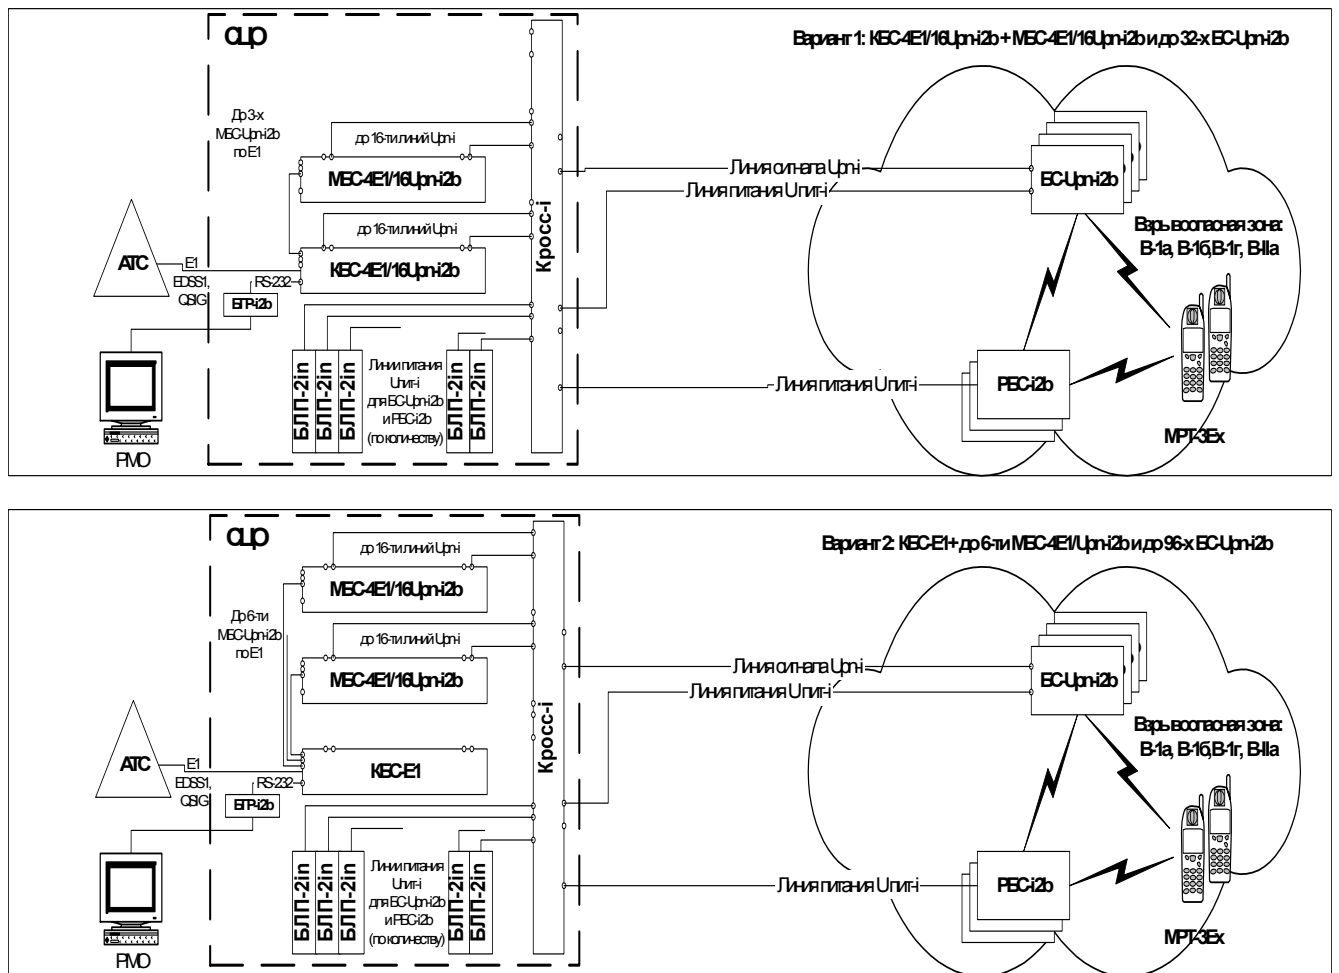 СЦР
Вариант 1: КБС-4Е1/16Upn-i2b + МБС-4Е1/16Upn-i2b и до 32-х БС-Upn-i2b
До 3-х
МБС-Upn-i2b
по Е1
до 16-ти линий Upn-i
МБС-4Е1/16Upn-i2b
до 16-ти линий Upn-i
КБС-4Е1/16Upn-i2b
Кросс-i
Линия сигнала Upn-i
Линия питания Uпит-i
БС-Upn-i2b
Взрывоопасная зона:
В-1а, В-1б, В-1г, В-IIа
АТС
Е1
EDSS1,
QSIG
RS-232
БГР-i2b
РМО
БЛП-2in
БЛП-2in
БЛП-2in
Линии питания
Uпит-i
для БС-Upn-i2b
и РБС-i2b
(по количеству)
БЛП-2in
БЛП-2in
Линия питания Uпит-i
РБС-i2b
МРТ-3Ех
СЦР
Вариант 2: КБС-Е1 + до 6-ти МБС-4Е1/Upn-i2b и до 96-х БС-Upn-i2b
до 16-ти линий Upn-i
МБС-4Е1/16Upn-i2b
До 6-ти
МБС-Upn-i2b
по Е1
до 16-ти линий Upn-i
МБС-4Е1/16Upn-i2b
Кросс-i
Линия сигнала Upn-i
Линия питания Uпит-i
БС-Upn-i2b
Взрывоопасная зона:
В-1а, В-1б, В-1г, В-IIа
АТС
Е1
EDSS1,
QSIG
RS-232
БГР-i2b
КБС-Е1
РМО
БЛП-2in
БЛП-2in
БЛП-2in
Линии питания
Uпит-i
для БС-Upn-i2b
и РБС-i2b
(по количеству)
БЛП-2in
БЛП-2in
Линия питания Uпит-i
РБС-i2b
МРТ-3Ех